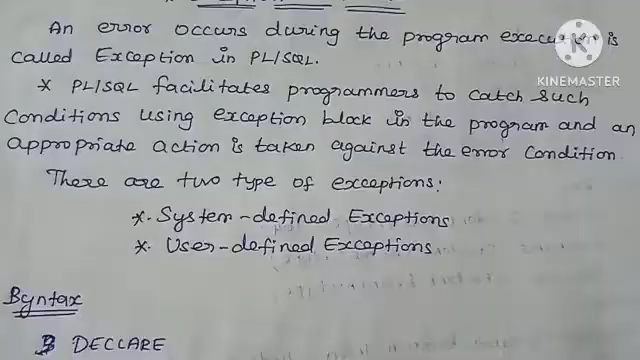 An error occurs during the program execution is
called Exception in PL/SQL.
* PL/SQL facilitates programmers to catch such
Conditions using exception block in the program and an
appropriate action is taken against the error condition.
There are two type of exceptions:
*. System-defined Exceptions
*. User-defined Exceptions
Syntax
DECLARE
KINEMASTER